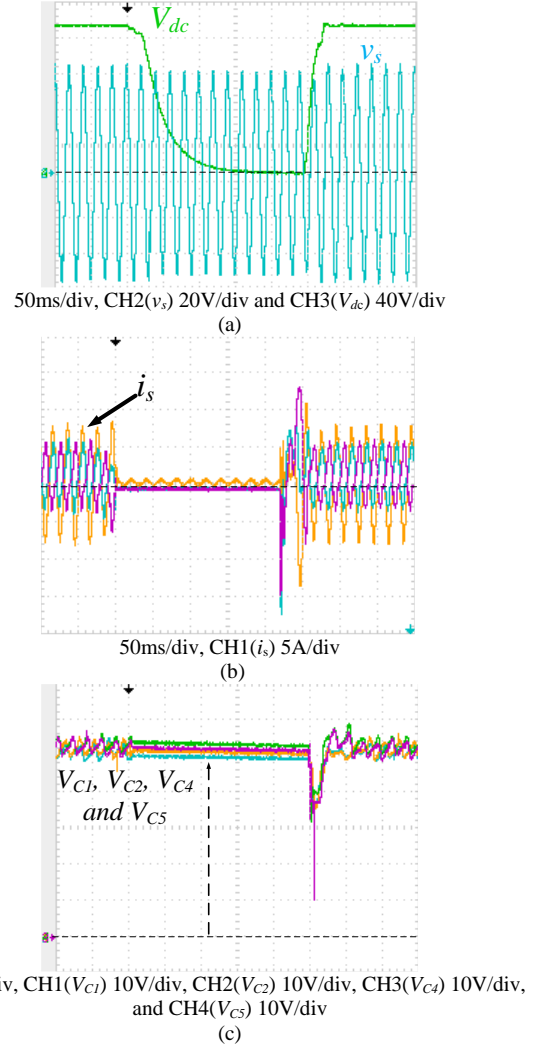 V_dc
v_s
50ms/div, CH2(v_s) 20V/div and CH3(V_dc) 40V/div
(a)
i_s
50ms/div, CH1(i_s) 5A/div
(b)
V_C1, V_C2, V_C4
and V_C5
div, CH1(V_C1) 10V/div, CH2(V_C2) 10V/div, CH3(V_C4) 10V/div,
and CH4(V_C5) 10V/div
(c)